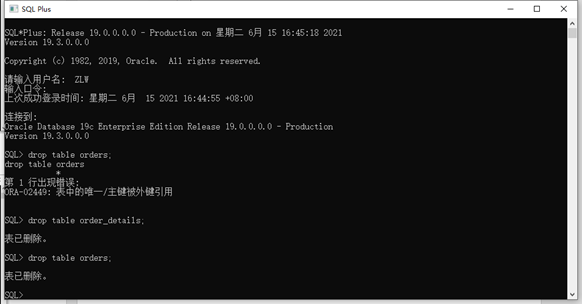 SQL Plus
SQL*Plus: Release 19.0.0.0.0 - Production on 星期二 6月 15 16:45:18 2021
Version 19.3.0.0.0
Copyright (c) 1982, 2019, Oracle.  All rights reserved.
请输入用户名:  ZLW
输入口令:
上次成功登录时间: 星期二 6月  15 2021 16:44:55 +08:00
连接到:
Oracle Database 19c Enterprise Edition Release 19.0.0.0.0 - Production
Version 19.3.0.0.0
SQL> drop table orders;
drop table orders
*
第 1 行出现错误:
ORA-02449: 表中的唯一/主键被外键引用
SQL> drop table order_details;
表已删除。
SQL> drop table orders;
表已删除。
SQL>